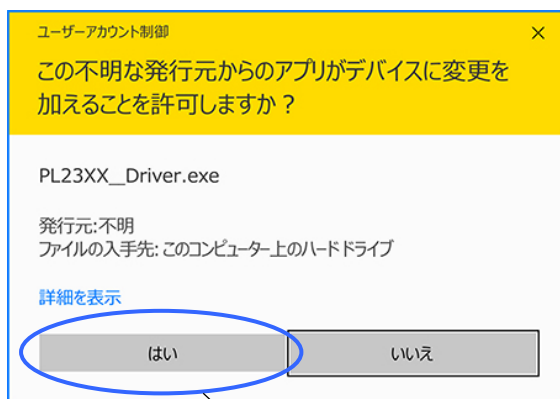 ユーザーアカウント制御
この不明な発行元からのアプリがデバイスに変更を
加えることを許可しますか？
PL23XX__Driver.exe
発行元:不明
ファイルの入手先: このコンピューター上のハード ドライブ
詳細を表示
はい
いいえ